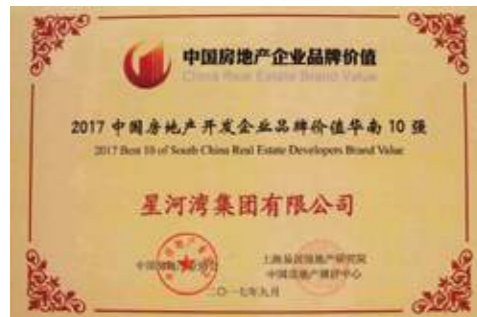 中国房地产企业品牌价值
China Real Estate Brand Value
2017 中国房地产开发企业品牌价值华南 10 强
2017 Best 10 of South China Real Estate Developers Brand Value
星河湾集团有限公司
上海易居房地产研究院
中国房地产测评中心
二〇一七年九月